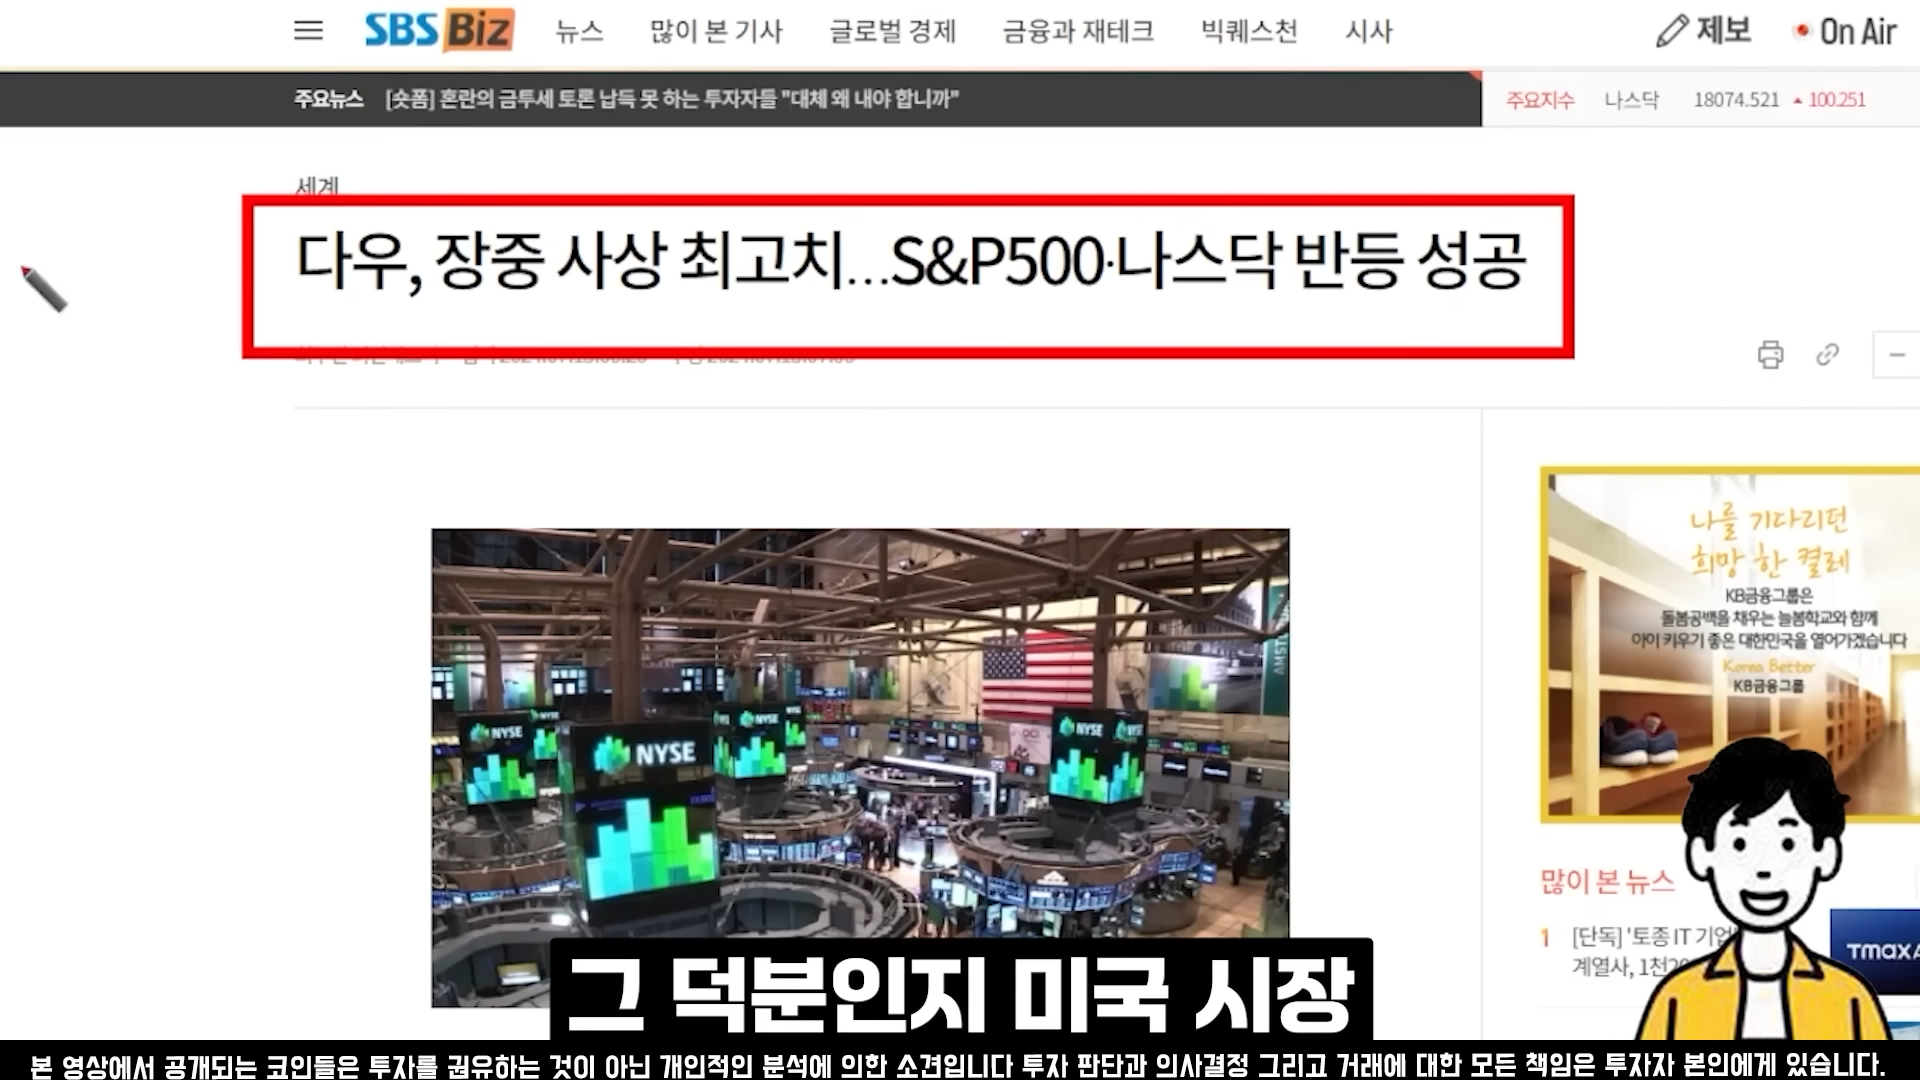 SBS Biz 뉴스 많이 본 기사 글로벌 경제 금융과 재테크 빅퀘스천 시사 제보 On Air
주요뉴스 [숏폼] 혼란의 금투세 토론 납득 못 하는 투자자들 "대체 왜 내야 합니까" 주요지수 나스닥 18074.521 ▲ 100.251
세계
다우, 장중 사상 최고치…S&P500·나스닥 반등 성공
나를 기다리던
희망 한 켤레
KB금융그룹은
돌봄공백을 채우는 늘봄학교와 함께
아이 키우기 좋은 대한민국을 열어가겠습니다
Korea Better
KB금융그룹
NYSE
NYSE
NYSE
NYSE
많이 본 뉴스
1 [단독] '토종 IT 기업
계열사, 1천
TMAX
그 덕분인지 미국 시장
본 영상에서 공개되는 코인들은 투자를 권유하는 것이 아닌 개인적인 분석에 의한 소견입니다 투자 판단과 의사결정 그리고 거래에 대한 모든 책임은 투자자 본인에게 있습니다.